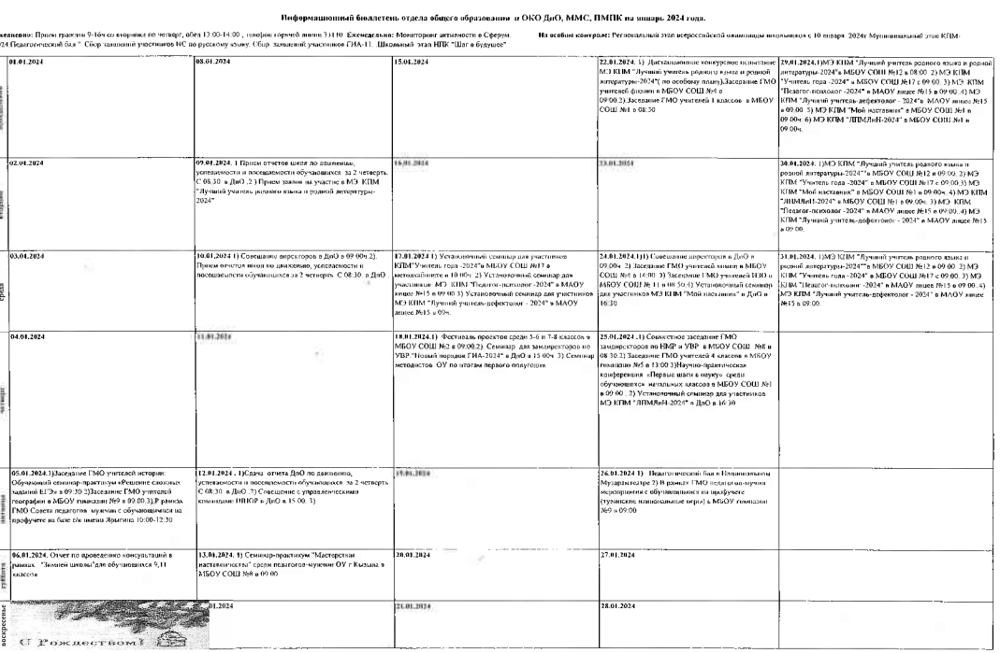 Информационный бюллетень отдела общего образования и ОКО ДпО, ММС, ПМПК на январь 2024 года.
Прием граждан 9-16ч со вторника по четверг, обед 13:00-14:00, телефон горячей линии 33130 Еженедельно: Мониторинг активности в Сферум. На особом контроле: Региональный этап всероссийской олимпиады школьников с 10 января 2024г Муниципальный этап КПМ-
24.Педагогический бал " Сбор заявлений участников ИС по русскому языку. Сбор заявлений участников ГИА-11. .Школьный этап НПК "Шаг в будущее"
01.01.2024
08.01.2024
15.01.2024
22.01.2024. 1) Дистанционное конкурсное испытание
МЭ КПМ "Лучший учитель родного языка и родной
литературы-2024"( по особому плану).Заседание ГМО
учителей физики в МБОУ СОШ №4 в
09:00.2).Заседание ГМО учителей 1 классов в МБОУ
СОШ №1 в 08:30
29.01.2024.1)МЭ КПМ "Лучший учитель родного языка и родной
литературы-2024"в МБОУ СОШ №12 в 08:00 2) МЭ КПМ
"Учитель года -2024" в МБОУ СОШ №17 с 09:00. 3) МЭ КПМ
"Педагог-психолог -2024" в МАОУ лицее №15 в 09:00..4) МЭ
КПМ "Лучший учитель-дефектолог - 2024"в МАОУ лицее №15
в 09:00. 5) МЭ КПМ "Мой наставник" в МБОУ СОШ №1 в
09:00ч. 6) МЭ КПМ "ЛПМЛиН-2024" в МБОУ СОШ №1 в
09:00ч.
02.01.2024
09.01.2024. 1 Прием отчетов школ по движению,
успеваемости и посещаемости обучающихся за 2 четверть.
С 08:30. в ДпО .2 ) Прием заявок на участие в МЭ КПМ
"Лучший учитель родного языка и родной литературы-
2024"
16.01.2024
23.01.2024
30.01.2024. 1)МЭ КПМ "Лучший учитель родного языка и
родной литературы-2024""в МБОУ СОШ №12 в 09:00. 2) МЭ
КПМ "Учитель года -2024" в МБОУ СОШ №17 с 09:00.3) МЭ
КПМ "Мой наставник" в МБОУ СОШ №1 в 09:00ч. 4) МЭ КПМ
"ЛПМЛиН-2024" в МБОУ СОШ №1 в 09:00ч. 3) МЭ КПМ
"Педагог-психолог -2024" в МАОУ лицее №15 в 09:00..4) МЭ
КПМ "Лучший учитель-дефектолог - 2024" в МАОУ лицее №15
в 09:00.
среда
03.01.2024
10.01.2024 1) Совещание директоров в ДпО в 09:00ч.2).
Прием отчетов школ по движению, успеваемости и
посещаемости обучающихся за 2 четверть С 08:30. в ДпО .
17.01.2024 1) Установочный семинар для участников
КПМ"Учитель года -2024"в МБОУ СОШ №17 в
методкабинете в 10:00ч. 2) Установочный семинар для
участников МЭ КПМ "Педагог-психолог -2024" в МАОУ
лицее №15 в 09:00.3) Установочный семинар для участников
МЭ КПМ "Лучший учитель-дефектолог - 2024" в МАОУ
лицее №15 в 09ч.
24.01.2024.1)1) Совещание директоров в ДпО в
09:00ч. 2) Заседание ГМО учителей химии в МБОУ
СОШ №4 в 14:00. 3) Заседание ГМО учителей ИЗО в
МБОУ СОШ № 11 в 08:50.4) Установочный семинар
для участников МЭ КПМ "Мой наставник" в ДпО в
16:30
31.01.2024. 1)МЭ КПМ "Лучший учитель родного языка и
родной литературы-2024""в МБОУ СОШ №12 в 09:00. 2) МЭ
КПМ "Учитель года -2024" в МБОУ СОШ №17 с 09:00..3) МЭ
КПМ "Педагог-психолог -2024" в МАОУ лицее №15 в 09:00..4)
МЭ КПМ "Лучший учитель-дефектолог - 2024" в МАОУ лицее
№15 в 09:00.
четверг
04.01.2024
11.01.2024
18.01.2024.1) Фестиваль проектов среди 5-6 и 7-8 классов в
МБОУ СОШ №2 в 09:00.2). Семинар для замдиректоров по
УВР."Новый порядок ГИА-2024" в ДпО в 15:00ч. 3) Семинар
методистов ОУ по итогам первого полугодия.
25.01.2024 .1) Совместное заседание ГМО
замдиректоров по НМР и УВР в МБОУ СОШ №8 в
08:30.2) Заседание ГМО учителей 4 классов в МБОУ
гимназии №5 в 13:00 3)Научно-практическая
конференция «Первые шаги в науку» среди
обучающихся начальных классов в МБОУ СОШ №1
в 09:00 . 2) Установочный семинар для участников
МЭ КПМ "ЛПМЛиН-2024" в ДпО в 16:30
пятница
05.01.2024.1)Заседание ГМО учителей истории:
Обучающий семинар-практикум «Решение сложных
заданий ЕГЭ» в 09:30.2)Заседание ГМО учителей
географии в МБОУ гимназии №9 в 09:00.3).В рамках
ГМО Совета педагогов- мужчин с обучающимися на
профучете на базе с/к имени Ярыгина 10:00-12:30
12.01.2024 . 1)Сдача отчета ДпО по движению,
успеваемости и посещаемости обучающихся за 2 четверть
С 08:30. в ДпО .2) Совещание с управленческими
командами ШНОР в ДпО в 15:00. 3)
19.01.2024
26.01.2024 1) Педагогический бал в Национальном
Муздрамтеатре 2) В рамках ГМО педагогов-мужчин
мероприятия с обучающимися на профучете
(тувинские национальные игры) в МБОУ гимназии
№9 в 09:00
суббота
06.01.2024. Отчет по проведению консультаций в
рамках "Зимней школы"для обучающихся 9,11
классов
13.01.2024. 1) Семинар-практикум "Мастерская
наставничества" среди педагогов-мужчин ОУ г Кызыла в
МБОУ СОШ №8 в 09:00
20.01.2024
27.01.2024
воскресенье
С Рождеством!
01.2024
21.01.2024
28.01.2024